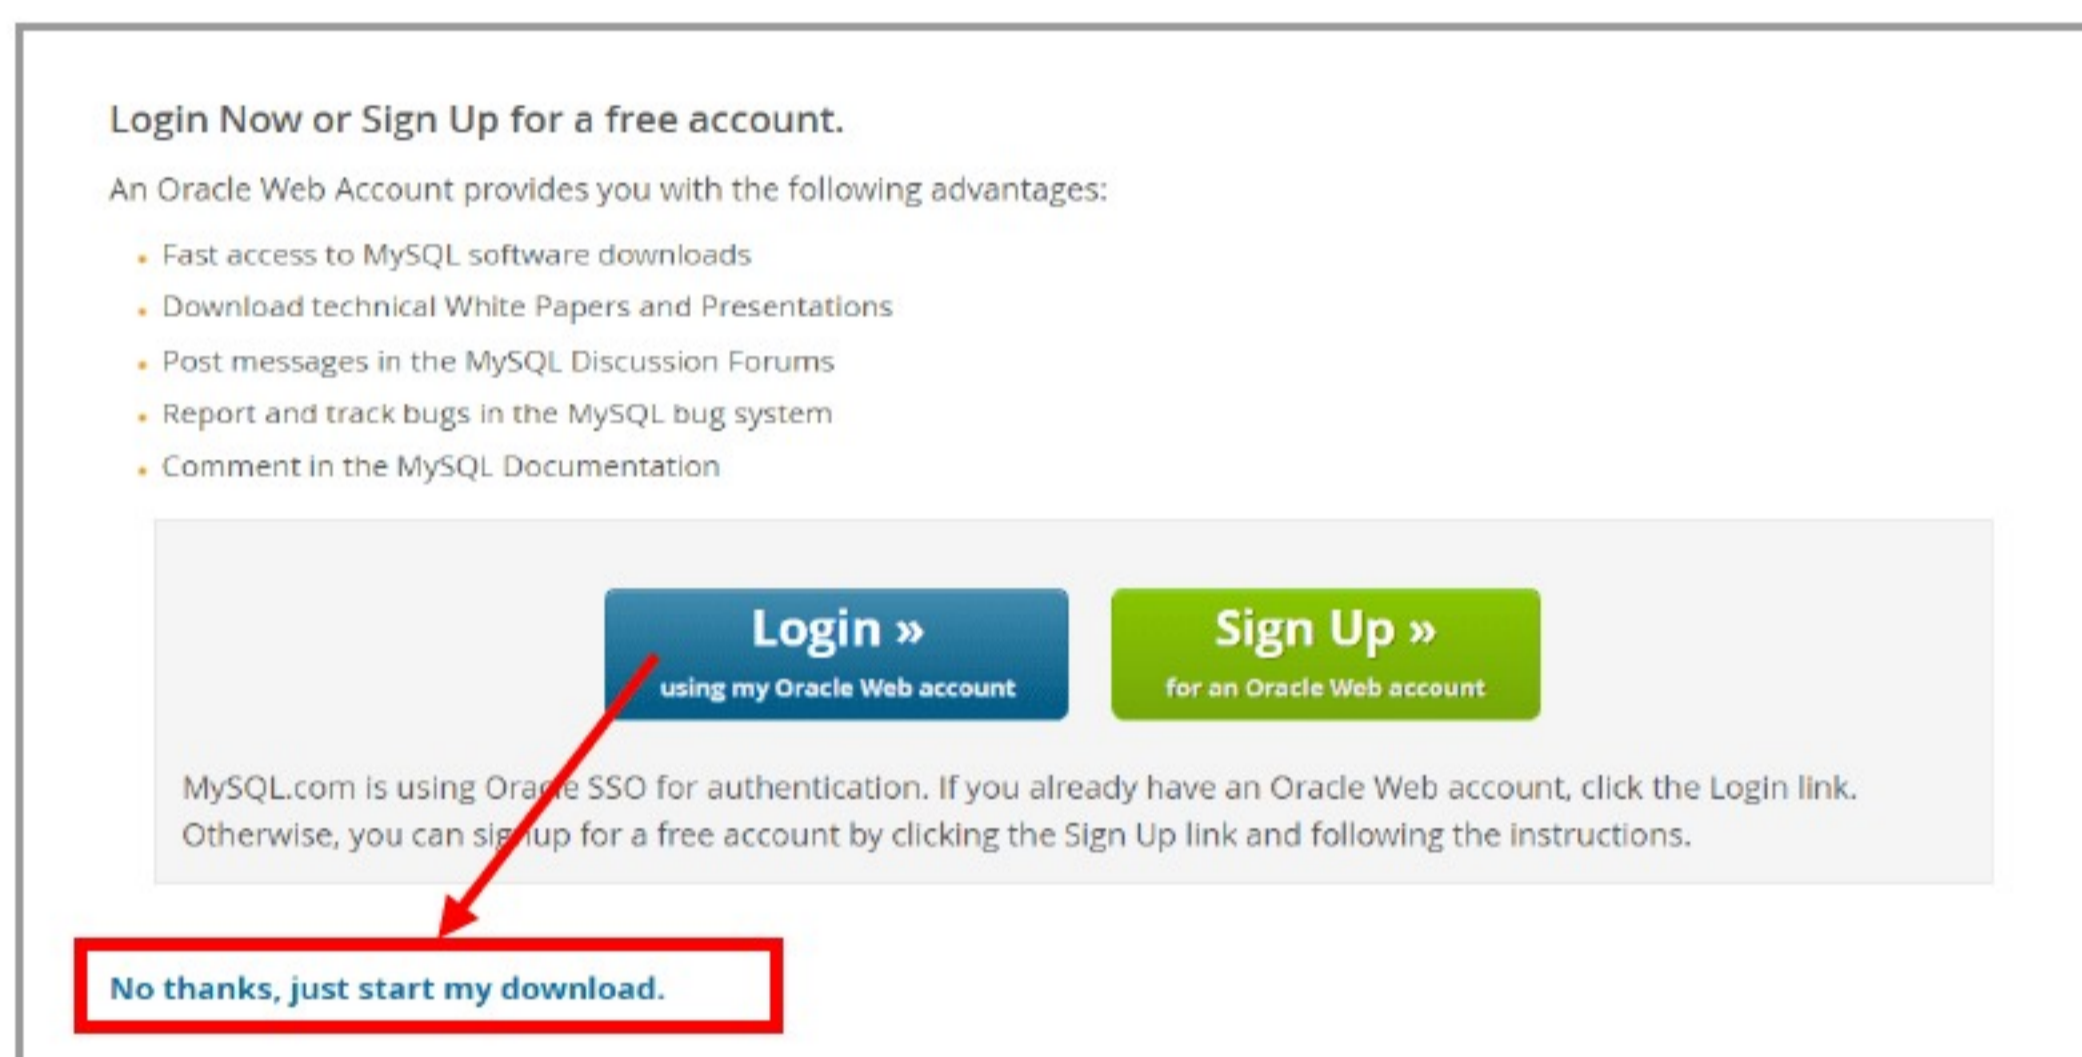 Login Now or Sign Up for a free account.
An Oracle Web Account provides you with the following advantages:
Fast access to MySQL software downloads
Download technical White Papers and Presentations
Post messages in the MySQL Discussion Forums
Report and track bugs in the MySQL bug system
Comment in the MySQL Documentation
Login »
using my Oracle Web account
Sign Up »
for an Oracle Web account
MySQL.com is using Oracle SSO for authentication. If you already have an Oracle Web account, click the Login link.
Otherwise, you can signup for a free account by clicking the Sign Up link and following the instructions.
No thanks, just start my download.